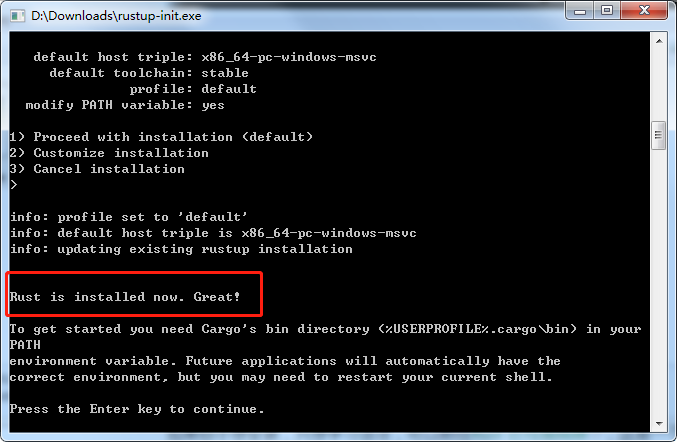 D:\Downloads\rustup-init.exe
default host triple: x86_64-pc-windows-msvc
default toolchain: stable
profile: default
modify PATH variable: yes
1) Proceed with installation (default)
2) Customize installation
3) Cancel installation
>
info: profile set to 'default'
info: default host triple is x86_64-pc-windows-msvc
info: updating existing rustup installation
Rust is installed now. Great!
To get started you need Cargo's bin directory (%USERPROFILE%.cargo\bin) in your
PATH
environment variable. Future applications will automatically have the
correct environment, but you may need to restart your current shell.
Press the Enter key to continue.